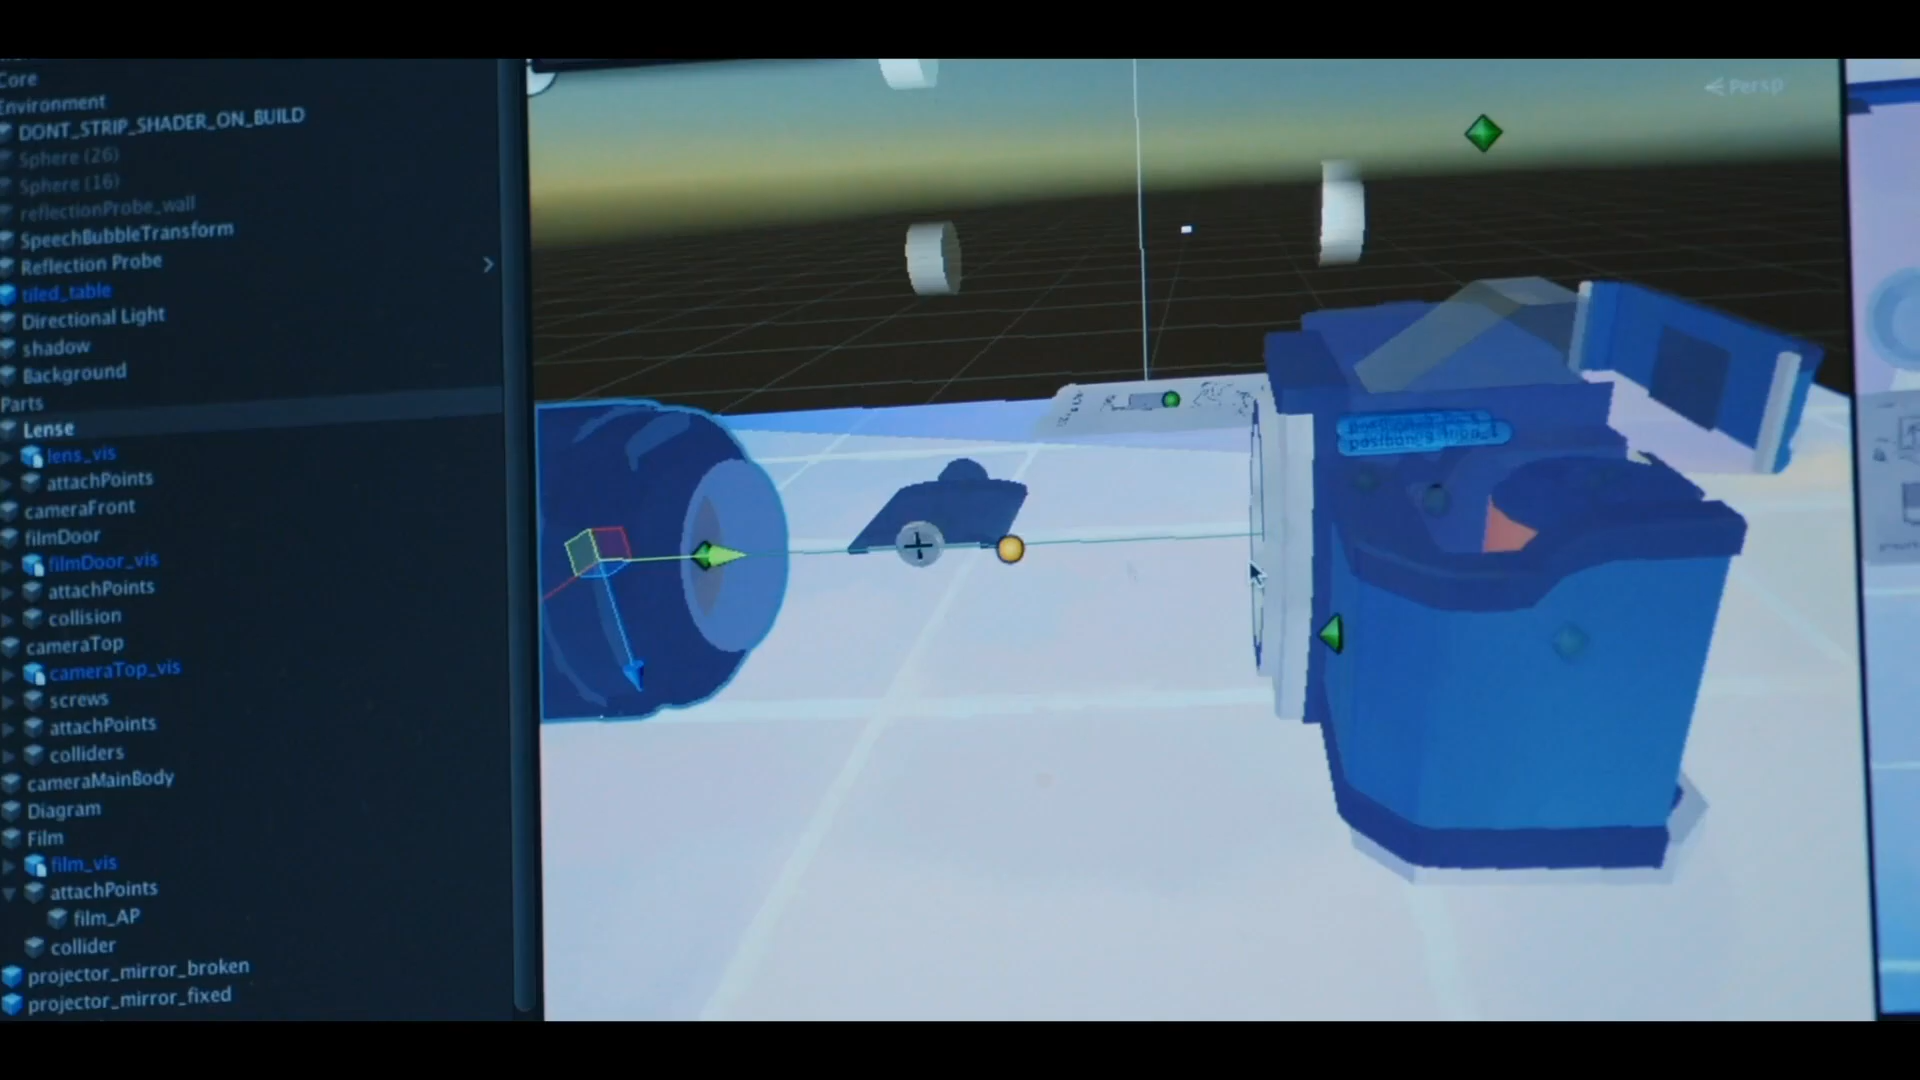 Core
Environment
DONT_STRIP_SHADER_ON_BUILD
Sphere (26)
Sphere (16)
reflectionProbe_wall
SpeechBubbleTransform
Reflection Probe
tiled_table
Directional Light
shadow
Background
Parts
Lense
lens_vis
attachPoints
cameraFront
filmDoor
filmDoor_vis
attachPoints
collision
cameraTop
cameraTop_vis
screws
attachPoints
colliders
cameraMainBody
Diagram
Film
film_vis
attachPoints
film_AP
collider
projector_mirror_broken
projector_mirror_fixed
Persp